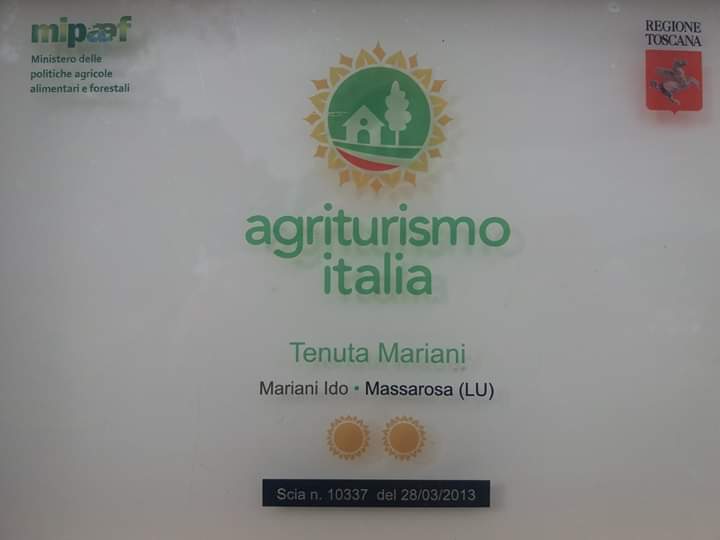 mipaaf
Ministero delle
politiche agricole
alimentari e forestali
REGIONE
TOSCANA
agriturismo
italia
Tenuta Mariani
Mariani Ido • Massarosa (LU)
Scia n. 10337 del 28/03/2013